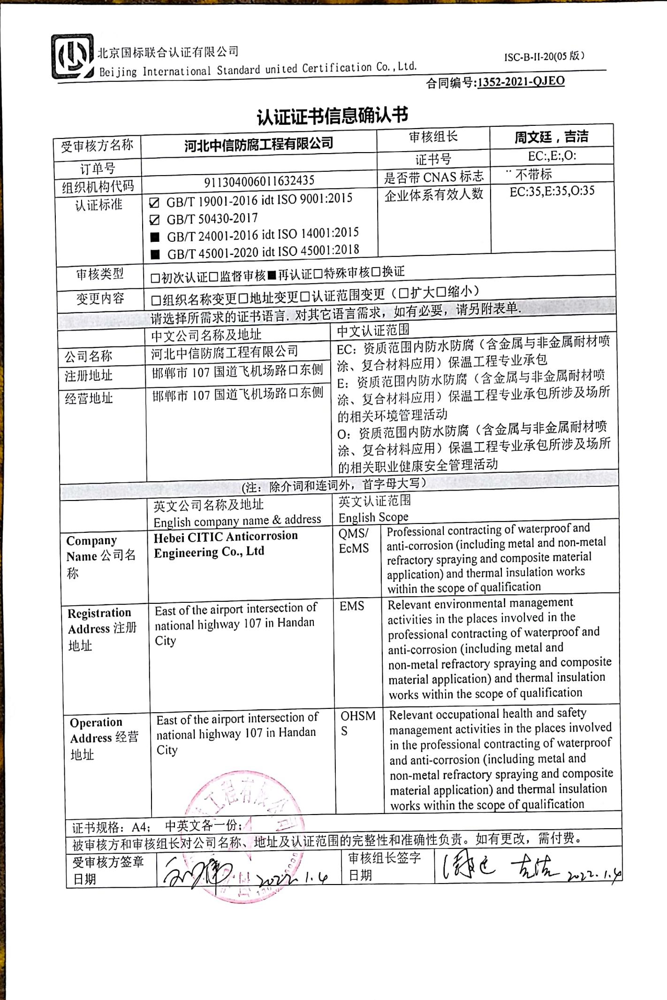 北京国标联合认证有限公司
Beijing International Standard united Certification Co.,Ltd.
ISC-B-II-20(05 版)
合同编号:1352-2021-QJEO
认证证书信息确认书
受审核方名称
河北中信防腐工程有限公司
审核组长
周文廷，吉洁
订单号
证书号
EC:,E:,O:
组织机构代码
911304006011632435
是否带 CNAS 标志
¨ 不带标
认证标准
☑ GB/T 19001-2016 idt ISO 9001:2015
☑ GB/T 50430-2017
■ GB/T 24001-2016 idt ISO 14001:2015
■ GB/T 45001-2020 idt ISO 45001:2018
企业体系有效人数
EC:35,E:35,O:35
审核类型
□初次认证□监督审核■再认证□特殊审核□换证
变更内容
□组织名称变更□地址变更□认证范围变更（□扩大□缩小）
请选择所需求的证书语言. 对其它语言需求，如有必要，请另附表单.
中文公司名称及地址
中文认证范围
公司名称
河北中信防腐工程有限公司
注册地址
邯郸市 107 国道飞机场路口东侧
经营地址
邯郸市 107 国道飞机场路口东侧
EC：资质范围内防水防腐（含金属与非金属耐材喷
涂、复合材料应用）保温工程专业承包
E：资质范围内防水防腐（含金属与非金属耐材喷
涂、复合材料应用）保温工程专业承包所涉及场所
的相关环境管理活动
O：资质范围内防水防腐（含金属与非金属耐材喷
涂、复合材料应用）保温工程专业承包所涉及场所
的相关职业健康安全管理活动
(注：除介词和连词外，首字母大写)
英文公司名称及地址
English company name & address
英文认证范围
English Scope
Company
Name 公司名
称
Hebei CITIC Anticorrosion
Engineering Co., Ltd
QMS/
EcMS
Professional contracting of waterproof and
anti-corrosion (including metal and non-metal
refractory spraying and composite material
application) and thermal insulation works
within the scope of qualification
Registration
Address 注册
地址
East of the airport intersection of
national highway 107 in Handan
City
EMS
Relevant environmental management
activities in the places involved in the
professional contracting of waterproof and
anti-corrosion (including metal and
non-metal refractory spraying and composite
material application) and thermal insulation
works within the scope of qualification
Operation
Address 经营
地址
East of the airport intersection of
national highway 107 in Handan
City
OHSM
S
Relevant occupational health and safety
management activities in the places involved
in the professional contracting of waterproof
and anti-corrosion (including metal and
non-metal refractory spraying and composite
material application) and thermal insulation
works within the scope of qualification
证书规格：A4； 中英文各一份；
被审核方和审核组长对公司名称、地址及认证范围的完整性和准确性负责。如有更改，需付费。
受审核方签章
日期
2022.1.4
审核组长签字
日期
吉洁 2022.1.4
工程有限公司